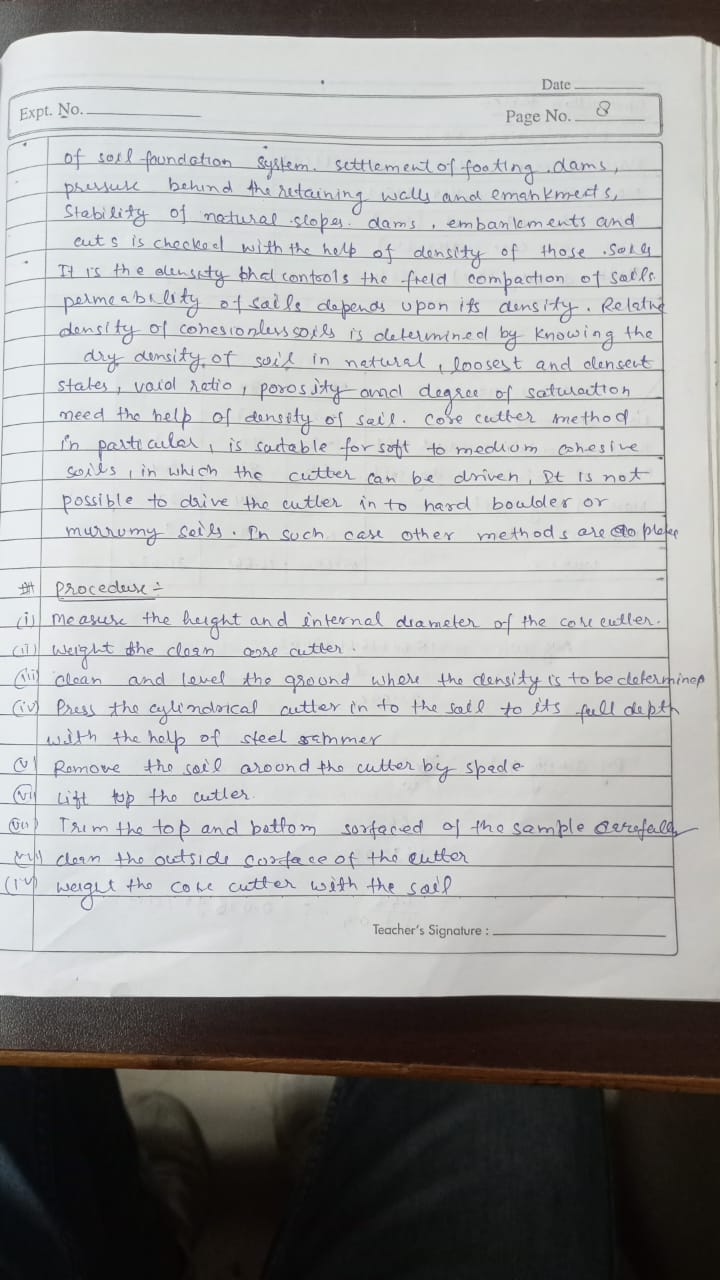 Date
Expt. No.
Page No. 8
of soil foundation system. settlement of footing, dams,
pressure behind the retaining walls and emankments,
Stability of natural slopes. dams, embankments and
cuts is checked with the help of density of those soils
It is the density that controls the field compaction of soils.
permeability of soils depends upon its density. Relative
density of cohesionless soils is determined by knowing the
dry density of soil in natural, loosest and densest
states, void ratio, porosity and degree of saturation
need the help of density of soil. Core cutter method
in particular, is suitable for soft to medium cohesive
soils, in which the cutter can be driven, It is not
possible to drive the cutter in to hard boulder or
murrumy soils. In such case other methods are
# Procedure :-
(i) Measure the height and internal diameter of the core cutter.
(ii) Weight the clean core cutter.
(iii) clean and level the ground where the density is to be determined
(iv) Press the cylindrical cutter in to the soil to its full depth
with the help of steel rammer
(v) Remove the soil around the cutter by spade
(vi) Lift up the cutter.
(vii) Trim the top and bottom surfaced of the sample carefully
clean the outside surface of the cutter
(iv) weight the core cutter with the soil
Teacher's Signature :